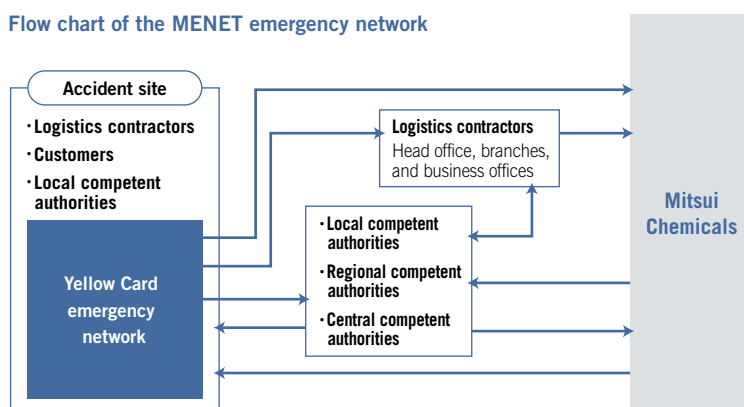 Flow chart of the MENET emergency network
Accident site
・Logistics contractors
・Customers
・Local competent
authorities
Yellow Card
emergency
network
Logistics contractors
Head office, branches,
and business offices
・Local competent
authorities
・Regional competent
authorities
・Central competent
authorities
Mitsui
Chemicals